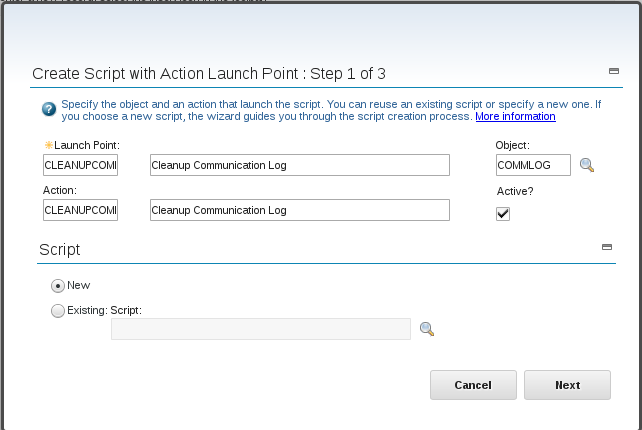 Create Script with Action Launch Point : Step 1 of 3
Specify the object and an action that launch the script. You can reuse an existing script or specify a new one. If
you choose a new script, the wizard guides you through the script creation process. More information
Launch Point:
Object:
CLEANUPCOM
Cleanup Communication Log
COMMLOG
Action:
Active?
CLEANUPCOM
Cleanup Communication Log
Script
New
Existing: Script:
Cancel
Next